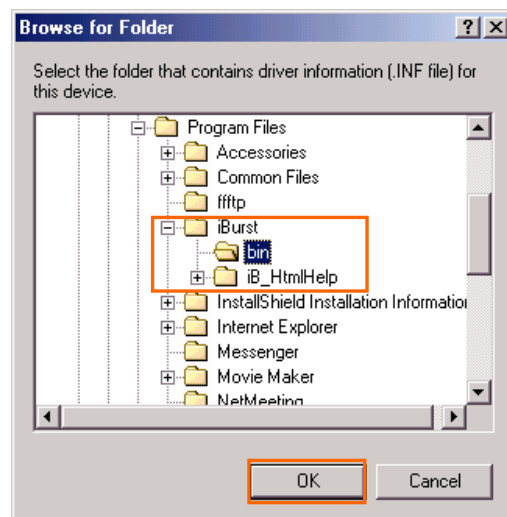 Browse for Folder
Select the folder that contains driver information (.INF file) for
this device.
Program Files
Accessories
Common Files
ffftp
iBurst
bin
iB_HtmlHelp
InstallShield Installation Informatio
Internet Explorer
Messenger
Movie Maker
NetMeeting
OK
Cancel